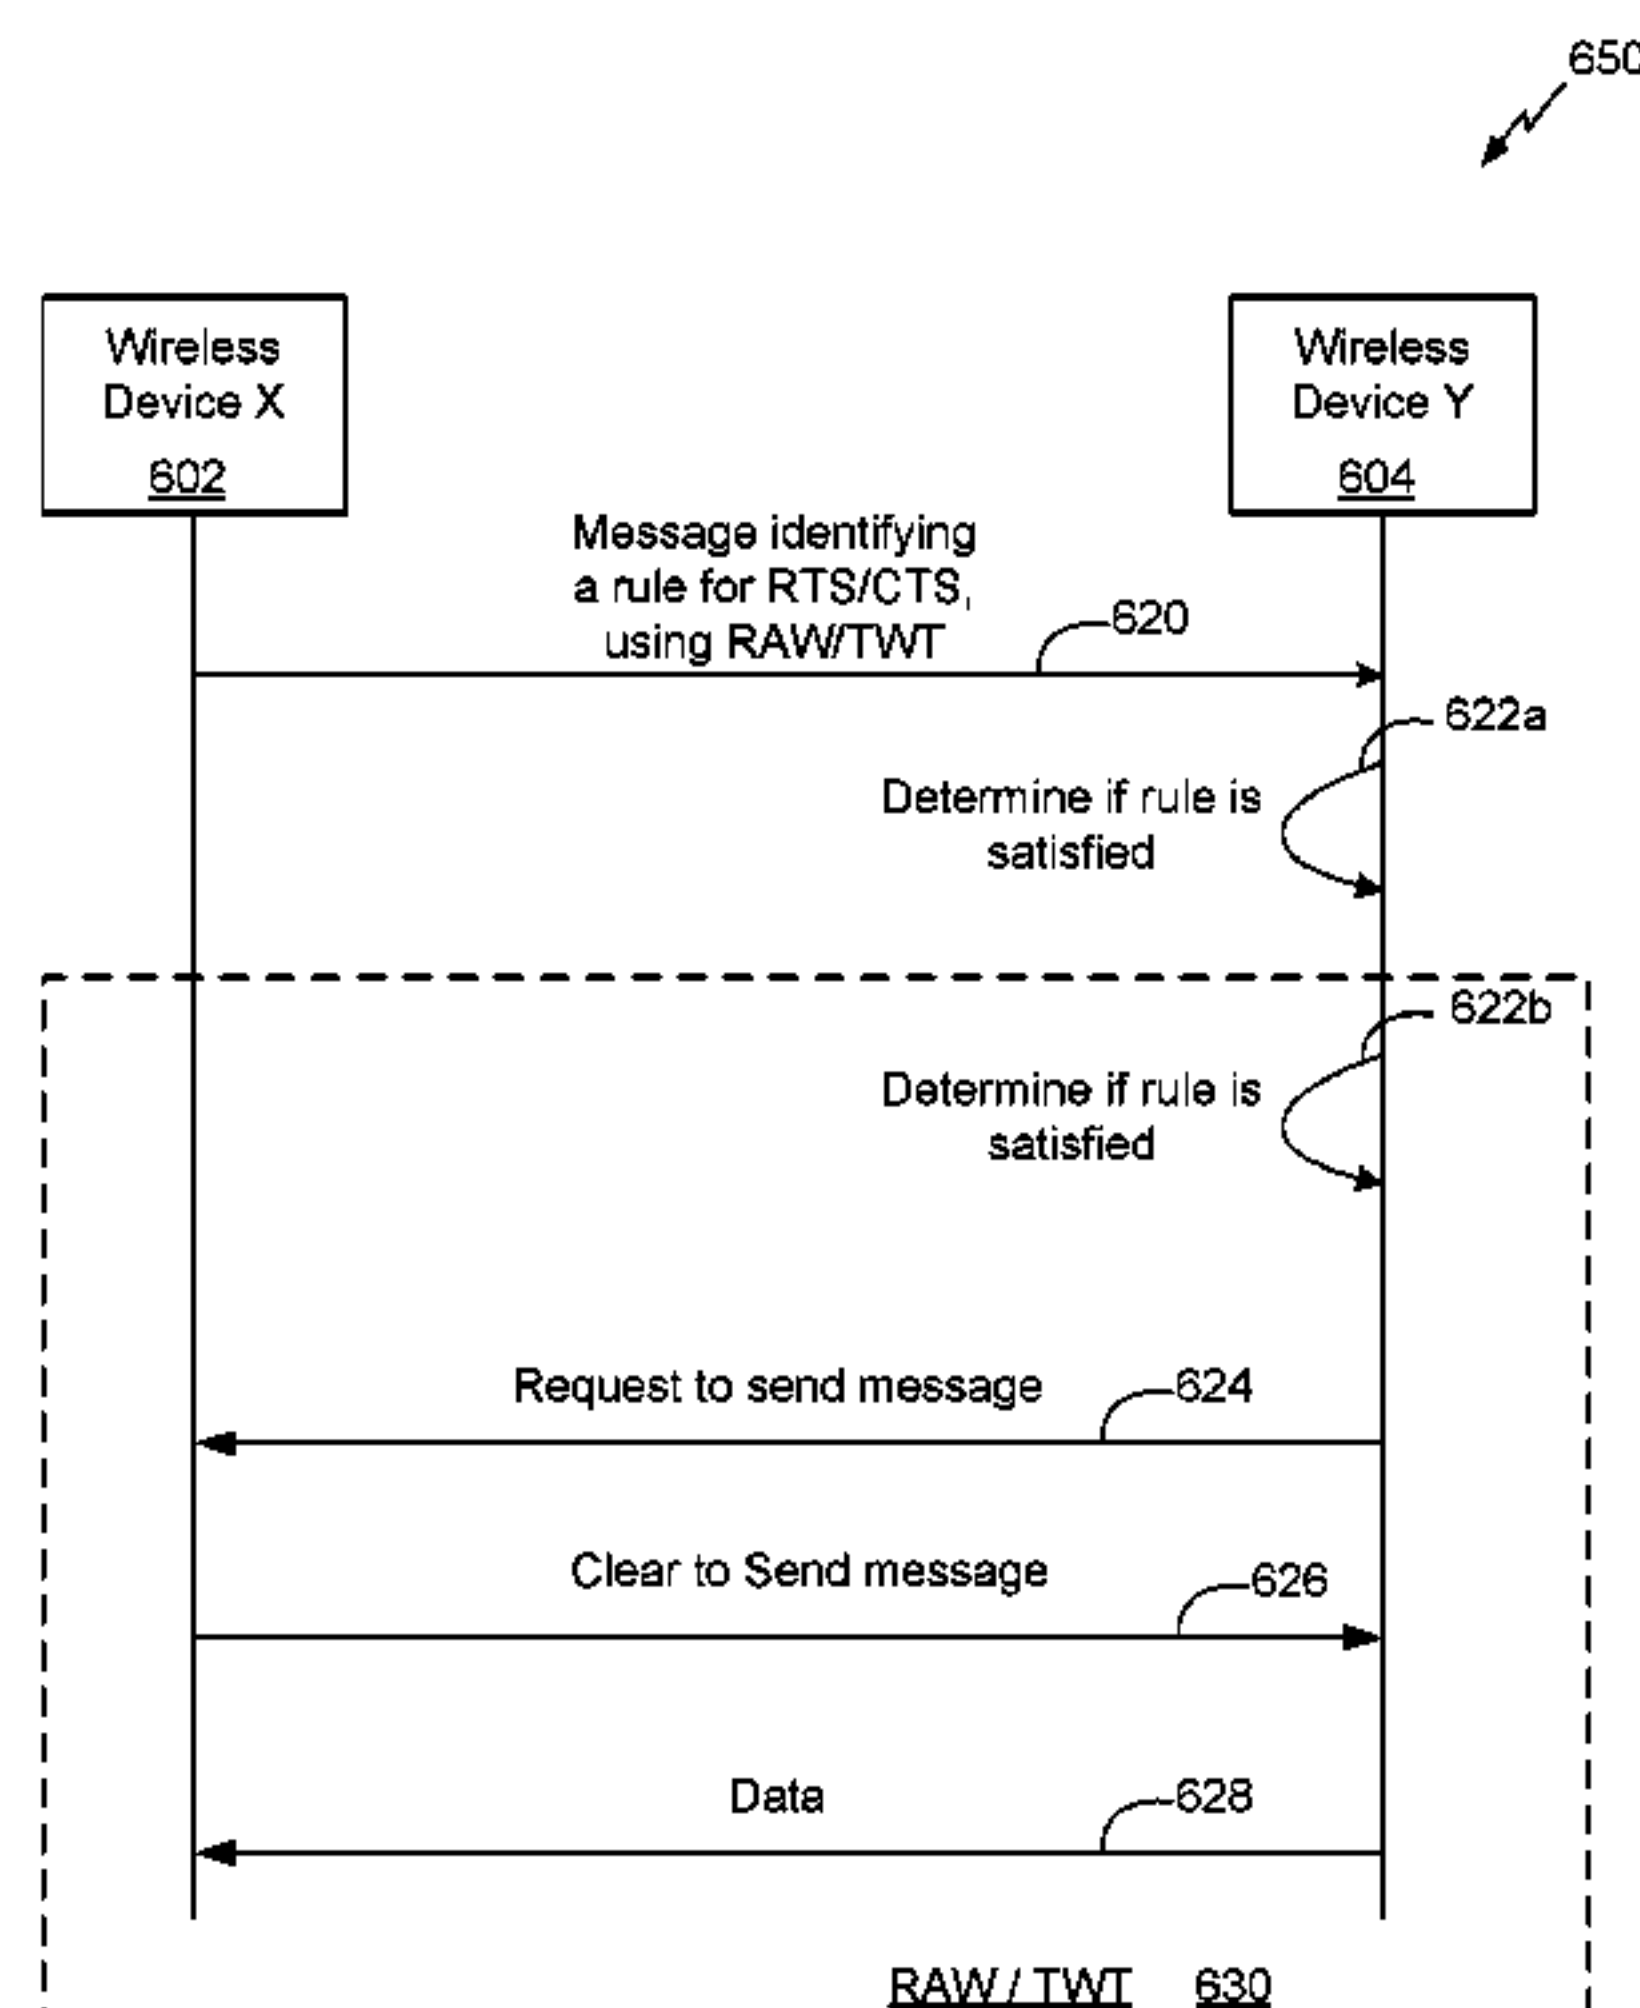 650
Wireless
Device X
602
Wireless
Device Y
604
Message identifying
a rule for RTS/CTS,
using RAW/TWT
620
622a
Determine if rule is
satisfied
622b
Determine if rule is
satisfied
Request to send message
624
Clear to Send message
626
Data
628
RAW / TWT 630